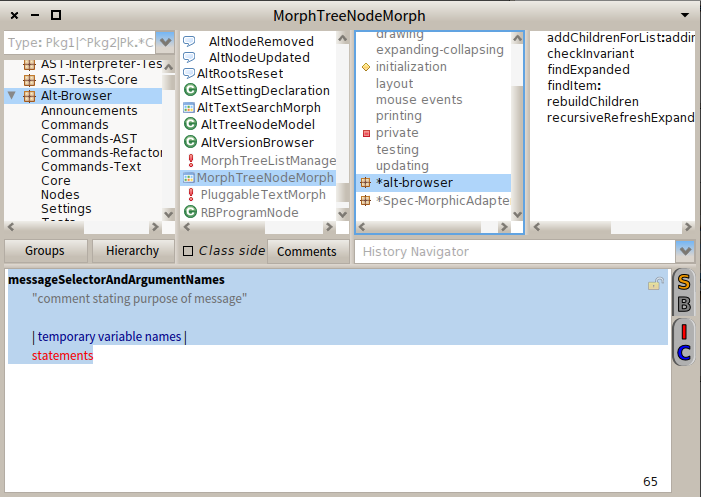 MorphTreeNodeMorph
Type: Pkg1|^Pkg2|Pk.*C
AST-Interpreter-Tes
AST-Tests-Core
Alt-Browser
Announcements
Commands
Commands-AST
Commands-Refactor
Commands-Text
Core
Nodes
Settings
Tests
AltNodeRemoved
AltNodeUpdated
AltRootsReset
AltSettingDeclaration
AltTextSearchMorph
AltTreeNodeModel
AltVersionBrowser
MorphTreeListManage
MorphTreeNodeMorph
PluggableTextMorph
RBProgramNode
drawing
expanding-collapsing
initialization
layout
mouse events
printing
private
testing
updating
*alt-browser
*Spec-MorphicAdapte
addChildrenForList:addin
checkInvariant
findExpanded
findItem:
rebuildChildren
recursiveRefreshExpand
Groups
Hierarchy
Class side
Comments
History Navigator
messageSelectorAndArgumentNames
"comment stating purpose of message"
| temporary variable names |
statements
S
B
I
C
65